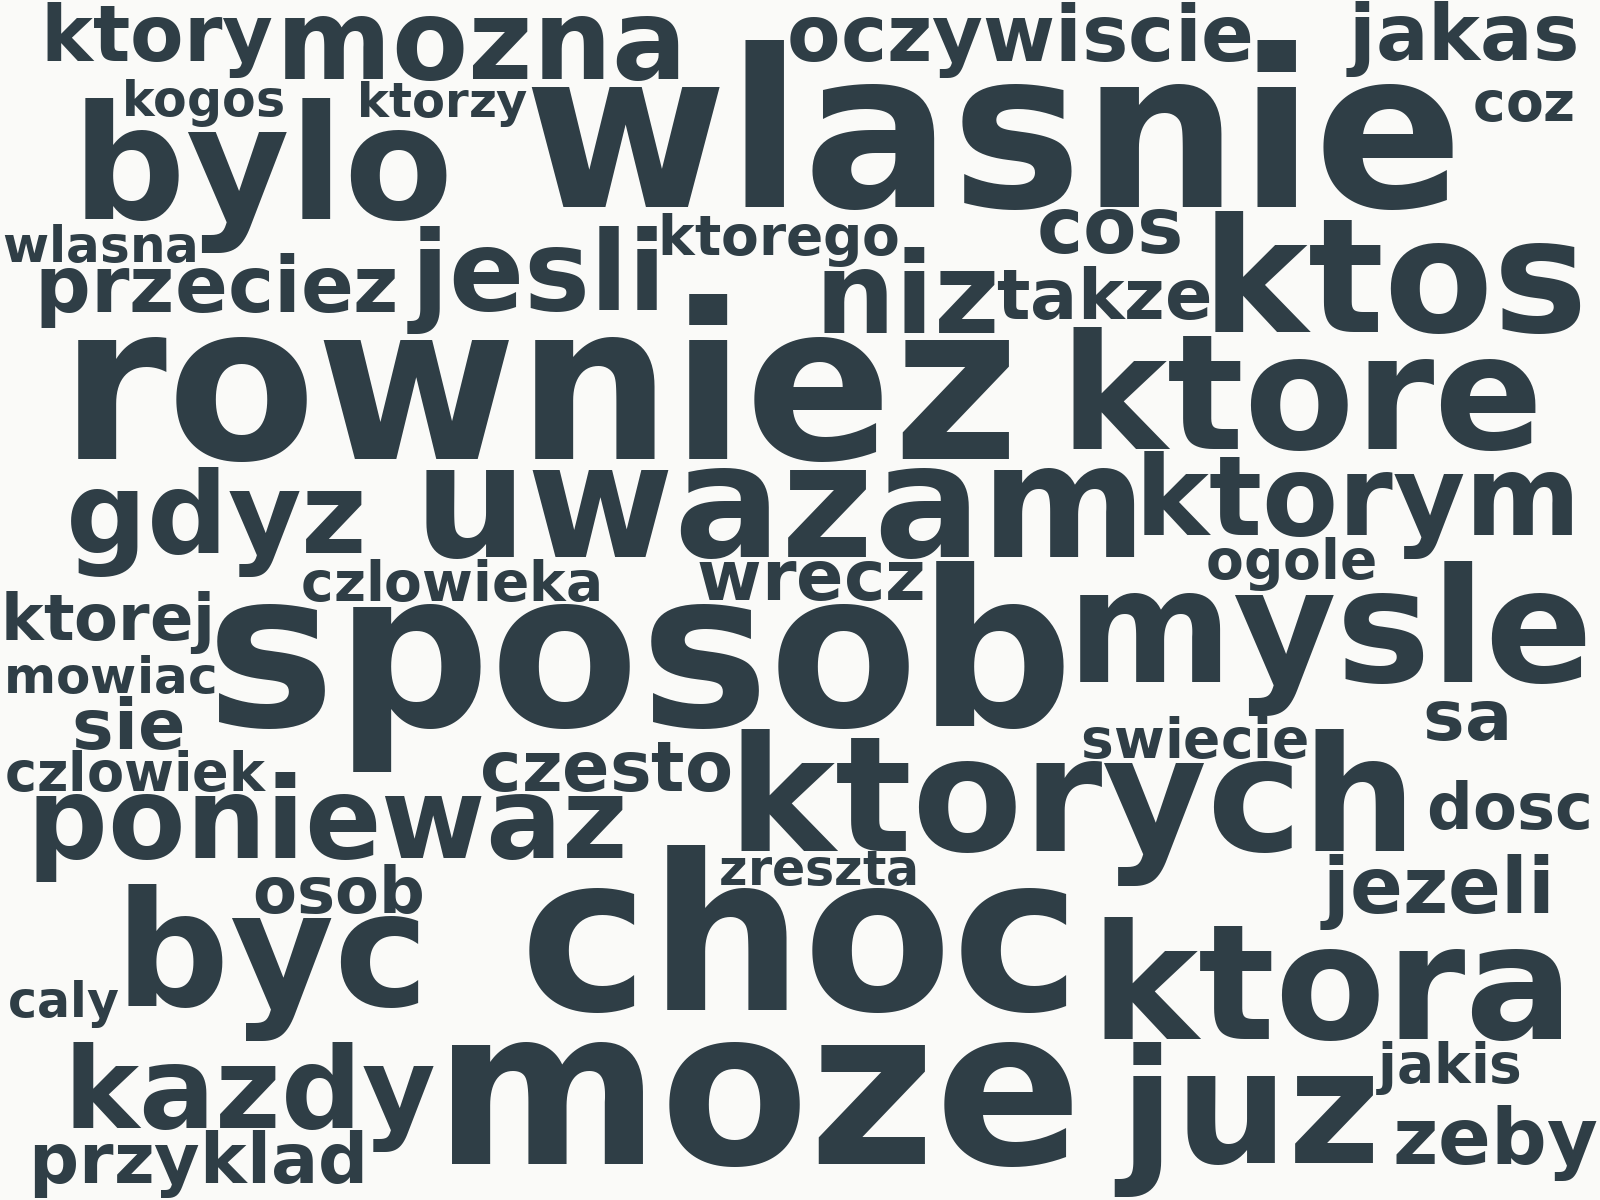 ktory mozna oczywiscie jakas
kogos ktorzy wlasnie coz
bylo
wlasna ktorego cos ktos
przeciez jesli niz takze
rowniez ktore
gdyz uwazam ktorym
czlowieka wrecz ogole
ktorej sposob mysle
mowiac
sie swiecie sa
czlowiek czesto ktorych
poniewaz dosc
osob zreszta jezeli
byc choc ktora
caly
kazdy moze juz jakis
przyklad zeby